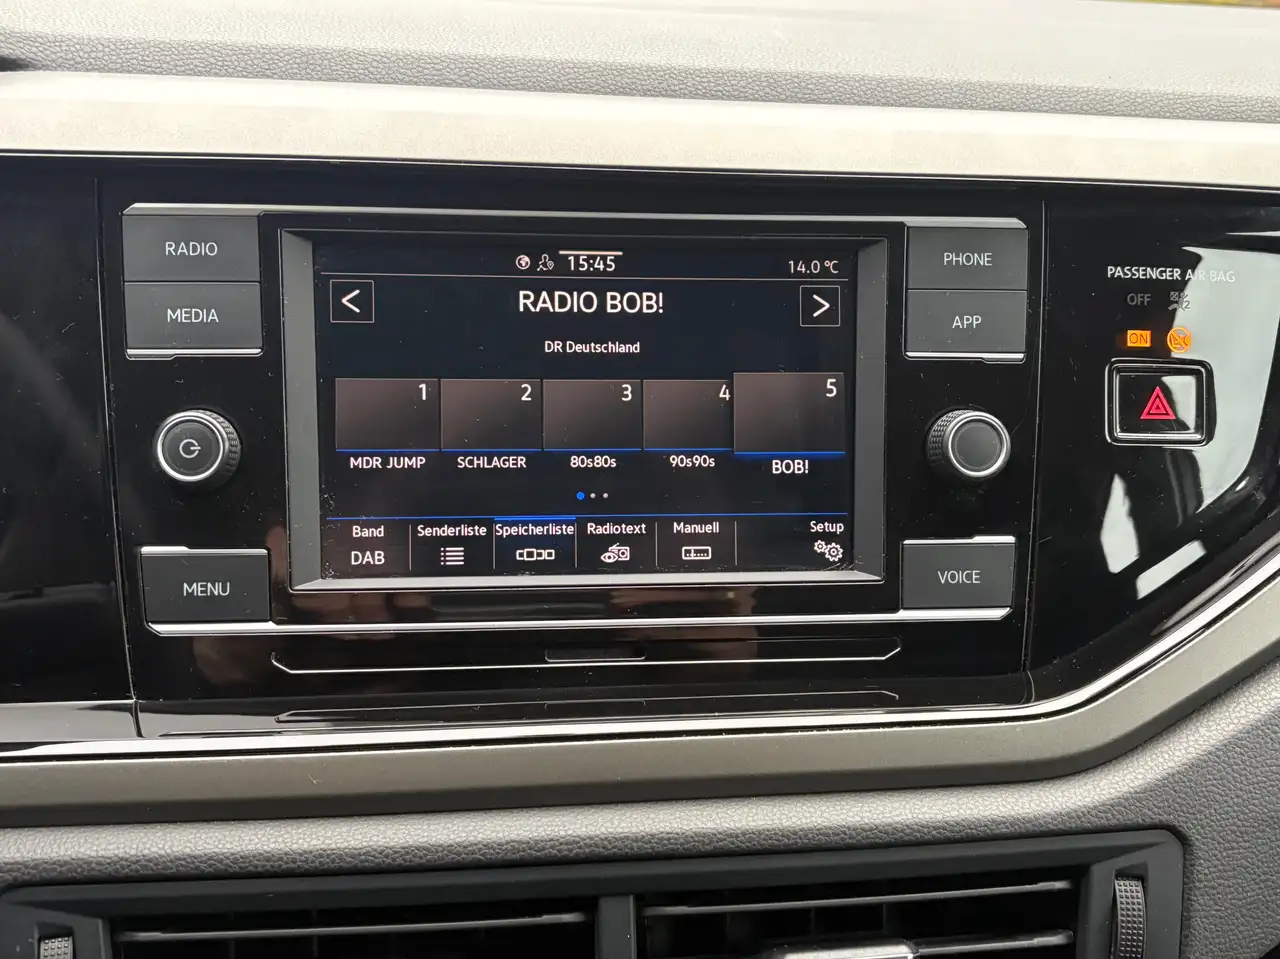 RADIO
MEDIA
MENU
15:45
14.0 °C
<
RADIO BOB!
>
DR Deutschland
1
2
3
4
5
MDR JUMP
SCHLAGER
80s80s
90s90s
BOB!
Band
DAB
Senderliste
Speicherliste
Radiotext
Manuell
Setup
PHONE
APP
VOICE
PASSENGER AIR BAG
OFF
ON